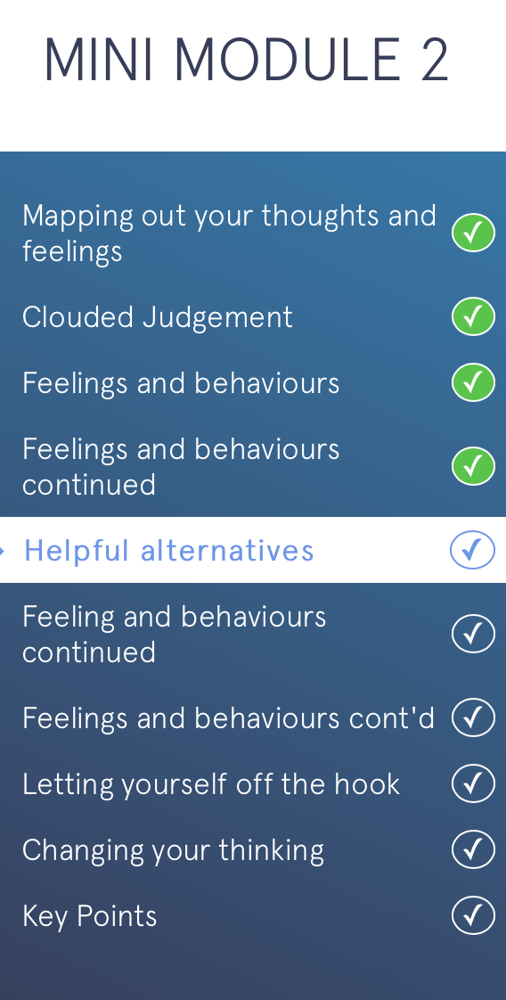 MINI MODULE 2
Mapping out your thoughts and
feelings
Clouded Judgement
Feelings and behaviours
Feelings and behaviours
continued
Helpful alternatives
Feeling and behaviours
continued
Feelings and behaviours cont'd
Letting yourself off the hook
Changing your thinking
Key Points